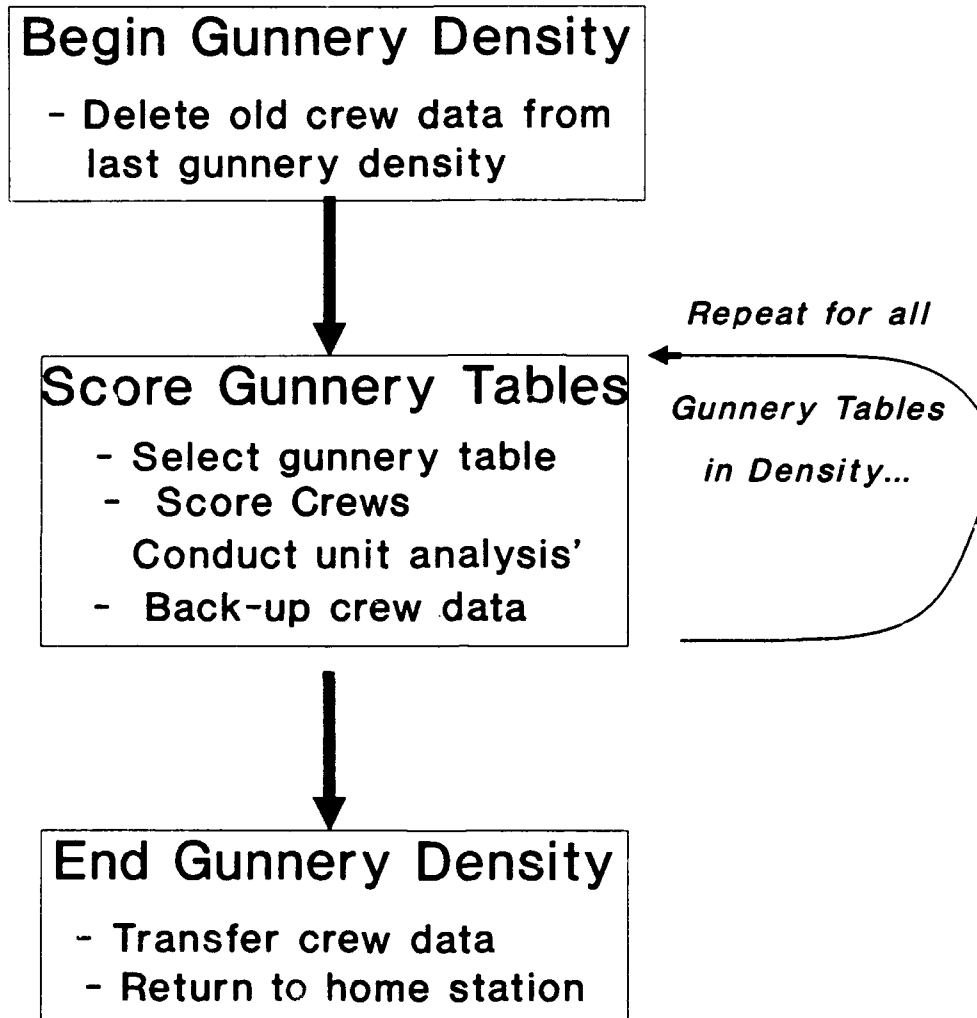 Begin Gunnery Density
- Delete old crew data from
last gunnery density
Repeat for all
Gunnery Tables
in Density...
Score Gunnery Tables
- Select gunnery table
- Score Crews
Conduct unit analysis'
- Back-up crew data
End Gunnery Density
- Transfer crew data
- Return to home station